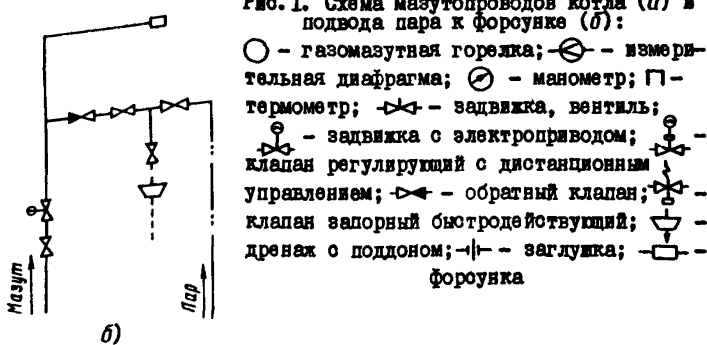 Рис. 1. Схема мазутопроводов котла (а) и
подвода пара к форсунке (б):
– газомазутная горелка; – измери-
тельная диафрагма; – манометр; –
термометр; – задвижка, вентиль;
– задвижка с электроприводом; –
клапан регулирующий с дистанционным
управлением; – обратный клапан; –
клапан запорный быстродействующий; –
дренаж с поддоном; – заглушка; –
форсунка
Мазут
Пар
б)